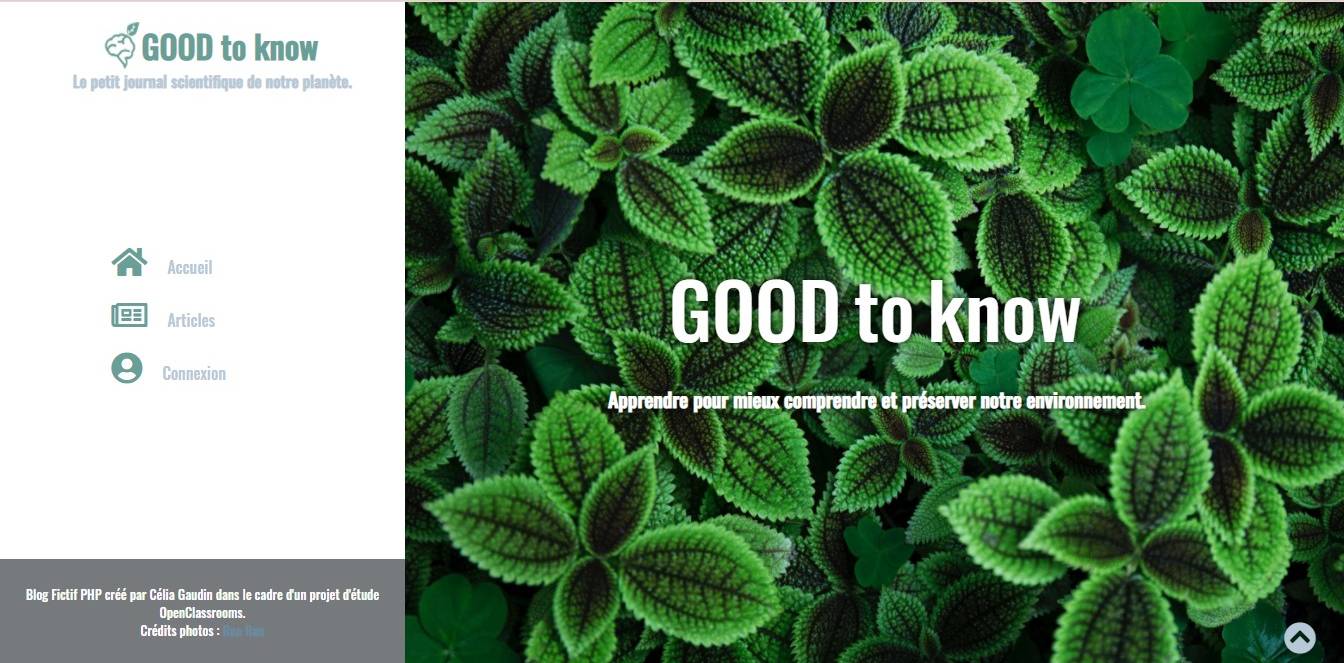 GOOD to know
Le petit journal scientifique de notre planète.
Accueil
Articles
Connexion
Blog Fictif PHP créé par Célia Gaudin dans le cadre d'un projet d'étude
OpenClassrooms.
Crédits photos :
GOOD to know
Apprendre pour mieux comprendre et préserver notre environnement.